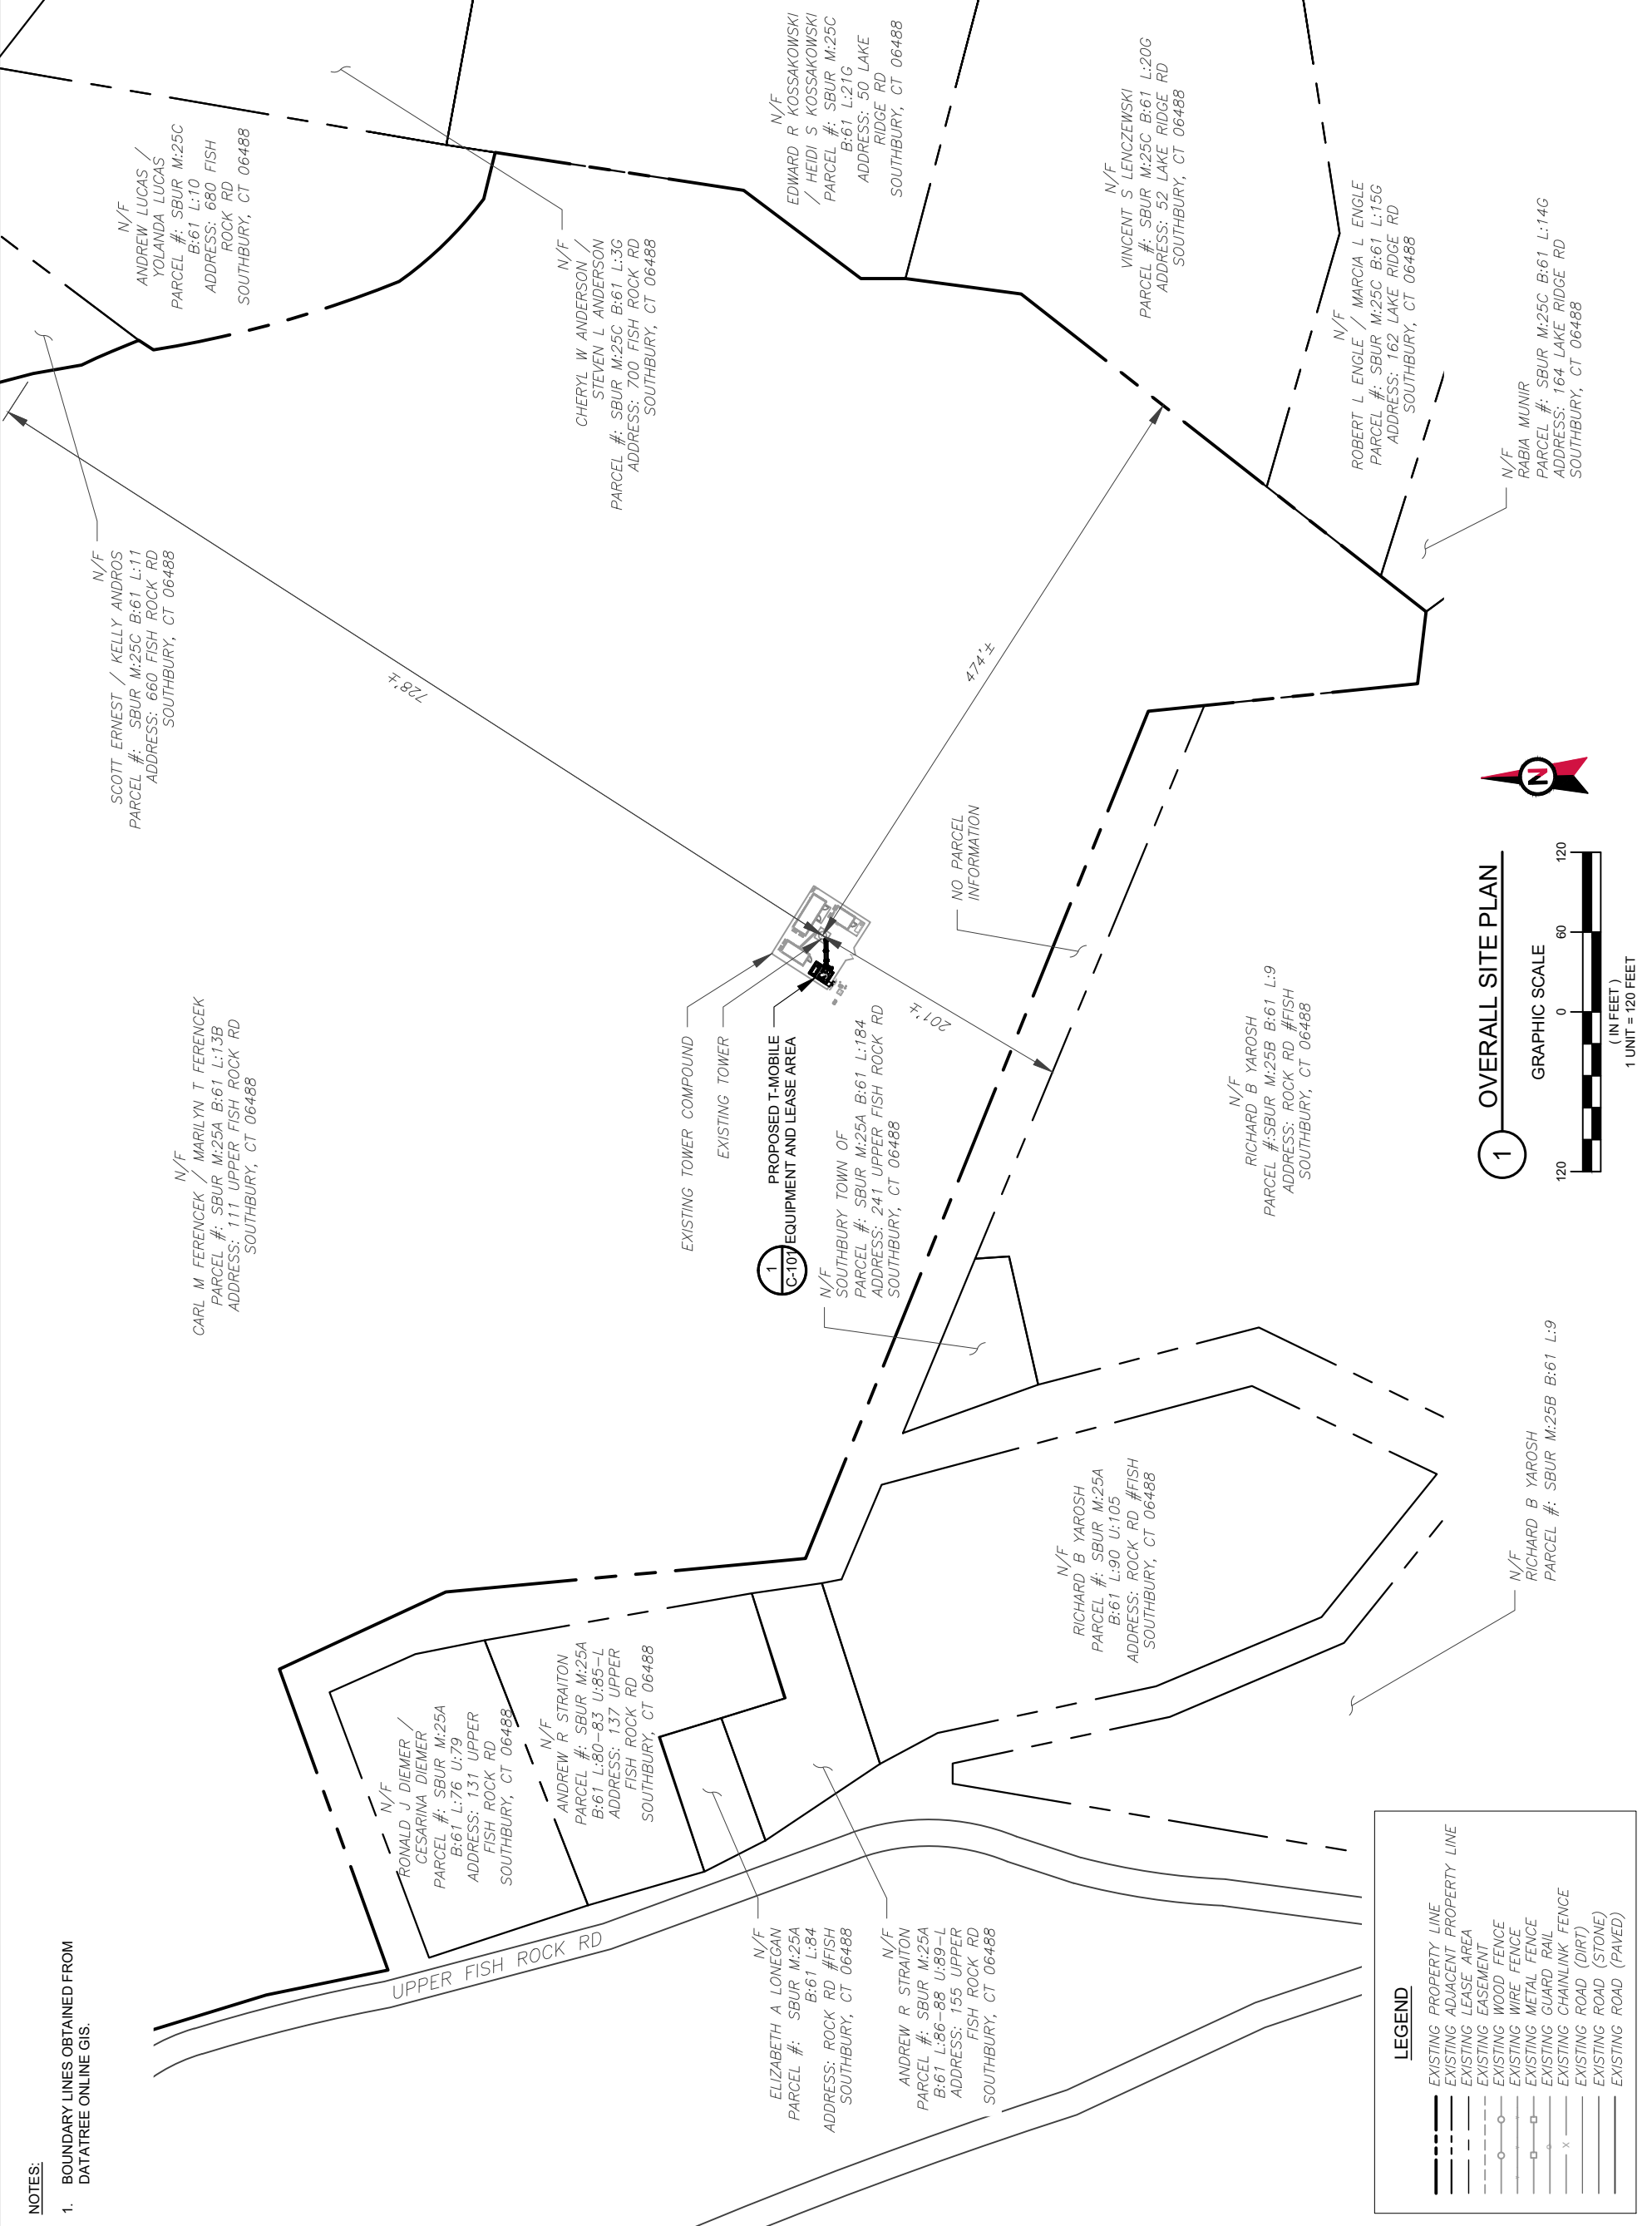 NOTES:
1. BOUNDARY LINES OBTAINED FROM
DATATREE ONLINE GIS.
N/F
SCOTT ERNEST / KELLY ANDROS
PARCEL #: SBUR M:25C B:61 L:11
ADDRESS: 660 FISH ROCK RD
SOUTHBURY, CT 06488
N/F
ANDREW LUCAS /
YOLANDA LUCAS
PARCEL #: SBUR M:25C
B:61 L:10
ADDRESS: 680 FISH
ROCK RD
SOUTHBURY, CT 06488
N/F
CARL M FERENCEK / MARILYN T FERENCEK
PARCEL #: SBUR M:25A B:61 L:13B
ADDRESS: 111 UPPER FISH ROCK RD
SOUTHBURY, CT 06488
728'±
N/F
CHERYL W ANDERSON /
STEVEN L ANDERSON
PARCEL #: SBUR M:25C B:61 L:3G
ADDRESS: 700 FISH ROCK RD
SOUTHBURY, CT 06488
N/F
EDWARD R KOSSAKOWSKI
/ HEIDI S KOSSAKOWSKI
PARCEL #: SBUR M:25C
B:61 L:21G
ADDRESS: 50 LAKE
RIDGE RD
SOUTHBURY, CT 06488
N/F
RONALD J DIEMER /
CESARINA DIEMER
PARCEL #: SBUR M:25A
B:61 L:76 U:79
ADDRESS: 131 UPPER
FISH ROCK RD
SOUTHBURY, CT 06488
UPPER FISH ROCK RD
N/F
ANDREW R STRAITON
PARCEL #: SBUR M:25A
B:61 L:80-83 U:85-L
ADDRESS: 137 UPPER
FISH ROCK RD
SOUTHBURY, CT 06488
EXISTING TOWER COMPOUND
EXISTING TOWER
PROPOSED T-MOBILE
EQUIPMENT AND LEASE AREA
1
C-101
N/F
ELIZABETH A LONEGAN
PARCEL #: SBUR M:25A
B:61 L:84
ADDRESS: ROCK RD #FISH
SOUTHBURY, CT 06488
N/F
SOUTHBURY TOWN OF
PARCEL #: SBUR M:25A B:61 L:184
ADDRESS: 241 UPPER FISH ROCK RD
SOUTHBURY, CT 06488
201'±
474'±
N/F
ANDREW R STRAITON
PARCEL #: SBUR M:25A
B:61 L:86-88 U:89-L
ADDRESS: 155 UPPER
FISH ROCK RD
SOUTHBURY, CT 06488
NO PARCEL
INFORMATION
N/F
VINCENT S LENCZEWSKI
PARCEL #: SBUR M:25C B:61 L:20G
ADDRESS: 52 LAKE RIDGE RD
SOUTHBURY, CT 06488
N/F
RICHARD B YAROSH
PARCEL #: SBUR M:25A
B:61 L:90 U:105
ADDRESS: ROCK RD #FISH
SOUTHBURY, CT 06488
N/F
RICHARD B YAROSH
PARCEL #:SBUR M:25B B:61 L:9
ADDRESS: ROCK RD #FISH
SOUTHBURY, CT 06488
N/F
ROBERT L ENGLE / MARCIA L ENGLE
PARCEL #: SBUR M:25C B:61 L:15G
ADDRESS: 162 LAKE RIDGE RD
SOUTHBURY, CT 06488
N/F
RABIA MUNIR
PARCEL #: SBUR M:25C B:61 L:14G
ADDRESS: 164 LAKE RIDGE RD
SOUTHBURY, CT 06488
N/F
RICHARD B YAROSH
PARCEL #: SBUR M:25B B:61 L:9
LEGEND
EXISTING PROPERTY LINE
EXISTING ADJACENT PROPERTY LINE
EXISTING LEASE AREA
EXISTING EASEMENT
EXISTING WOOD FENCE
EXISTING WIRE FENCE
EXISTING METAL FENCE
EXISTING GUARD RAIL
EXISTING CHAINLINK FENCE
EXISTING ROAD (DIRT)
EXISTING ROAD (STONE)
EXISTING ROAD (PAVED)
1 OVERALL SITE PLAN
N
GRAPHIC SCALE
120 0 60 120
( IN FEET )
1 UNIT = 120 FEET